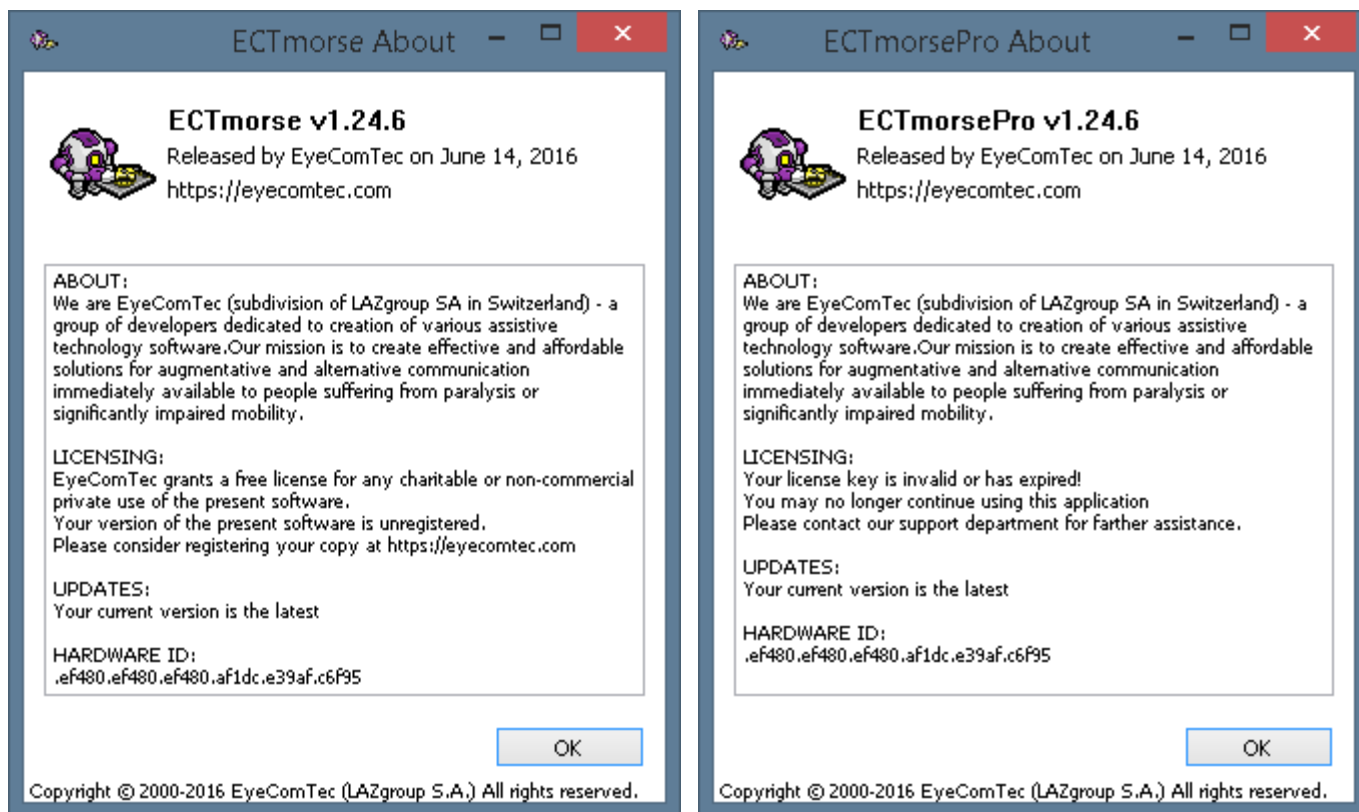 ECTmorse About
ECTmorse v1.24.6
Released by EyeComTec on June 14, 2016
https://eyecomtec.com
ABOUT:
We are EyeComTec (subdivision of LAZgroup SA in Switzerland) - a
group of developers dedicated to creation of various assistive
technology software.Our mission is to create effective and affordable
solutions for augmentative and alternative communication
immediately available to people suffering from paralysis or
significantly impaired mobility.
LICENSING:
EyeComTec grants a free license for any charitable or non-commercial
private use of the present software.
Your version of the present software is unregistered.
Please consider registering your copy at https://eyecomtec.com
UPDATES:
Your current version is the latest
HARDWARE ID:
.ef480.ef480.ef480.af1dc.e39af.c6f95
OK
Copyright © 2000-2016 EyeComTec (LAZgroup S.A.) All rights reserved.
ECTmorsePro About
ECTmorsePro v1.24.6
Released by EyeComTec on June 14, 2016
https://eyecomtec.com
ABOUT:
We are EyeComTec (subdivision of LAZgroup SA in Switzerland) - a
group of developers dedicated to creation of various assistive
technology software.Our mission is to create effective and affordable
solutions for augmentative and alternative communication
immediately available to people suffering from paralysis or
significantly impaired mobility.
LICENSING:
Your license key is invalid or has expired!
You may no longer continue using this application
Please contact our support department for farther assistance.
UPDATES:
Your current version is the latest
HARDWARE ID:
.ef480.ef480.ef480.af1dc.e39af.c6f95
OK
Copyright © 2000-2016 EyeComTec (LAZgroup S.A.) All rights reserved.